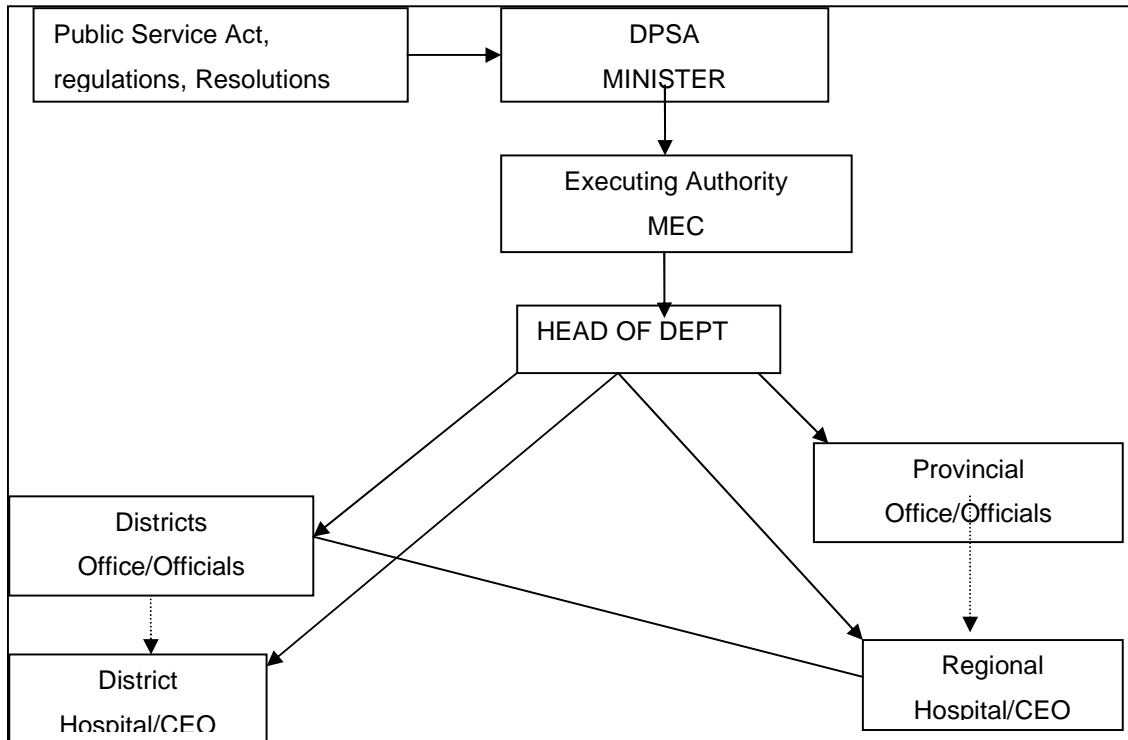 Public Service Act,
regulations, Resolutions
DPSA
MINISTER
Executing Authority
MEC
HEAD OF DEPT
Provincial
Office/Officials
Districts
Office/Officials
Regional
Hospital/CEO
District
Hospital/CEO